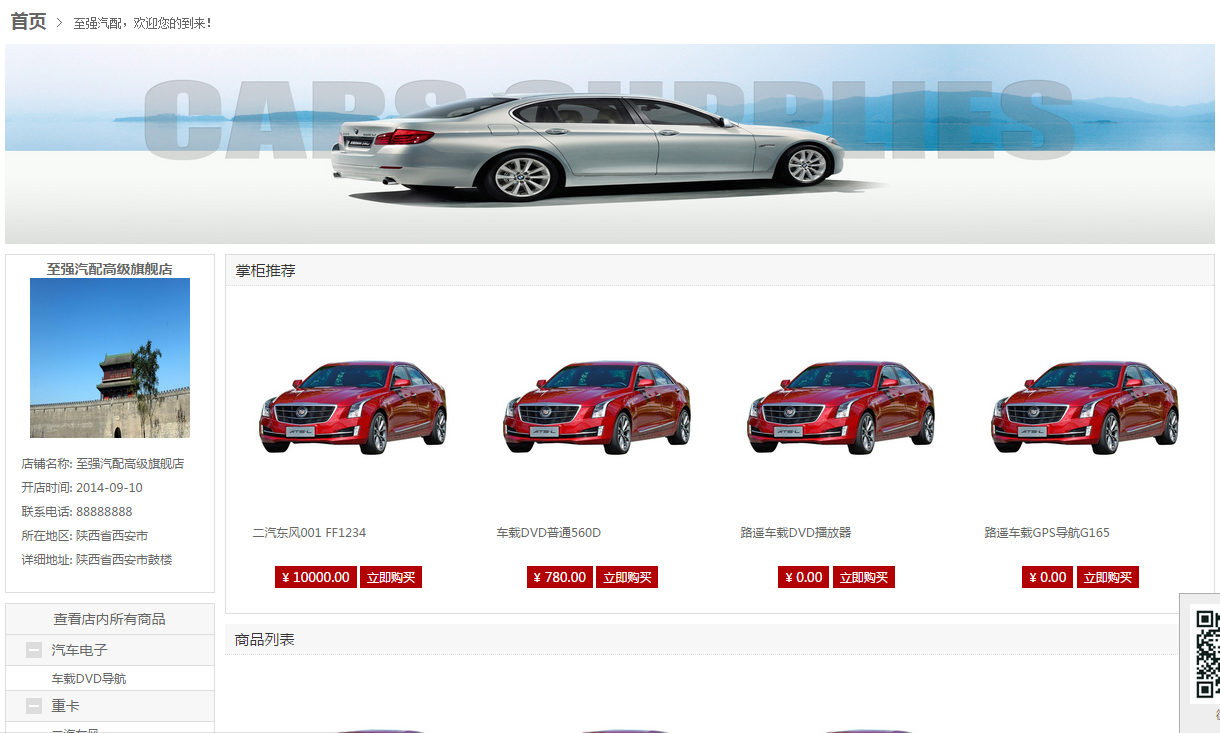 首页 > 至强汽配，欢迎您的到来！
CARS SUPPLIES
至强汽配高级旗舰店
店铺名称: 至强汽配高级旗舰店
开店时间: 2014-09-10
联系电话: 88888888
所在地区: 陕西省西安市
详细地址: 陕西省西安市鼓楼
查看店内所有商品
汽车电子
车载DVD导航
重卡
二汽东风
掌柜推荐
ATS-L ATS-L ATS-L ATS-L
二汽东风001 FF1234 车载DVD普通560D 路遥车载DVD播放器 路遥车载GPS导航G165
¥ 10000.00 立即购买 ¥ 780.00 立即购买 ¥ 0.00 立即购买 ¥ 0.00 立即购买
商品列表